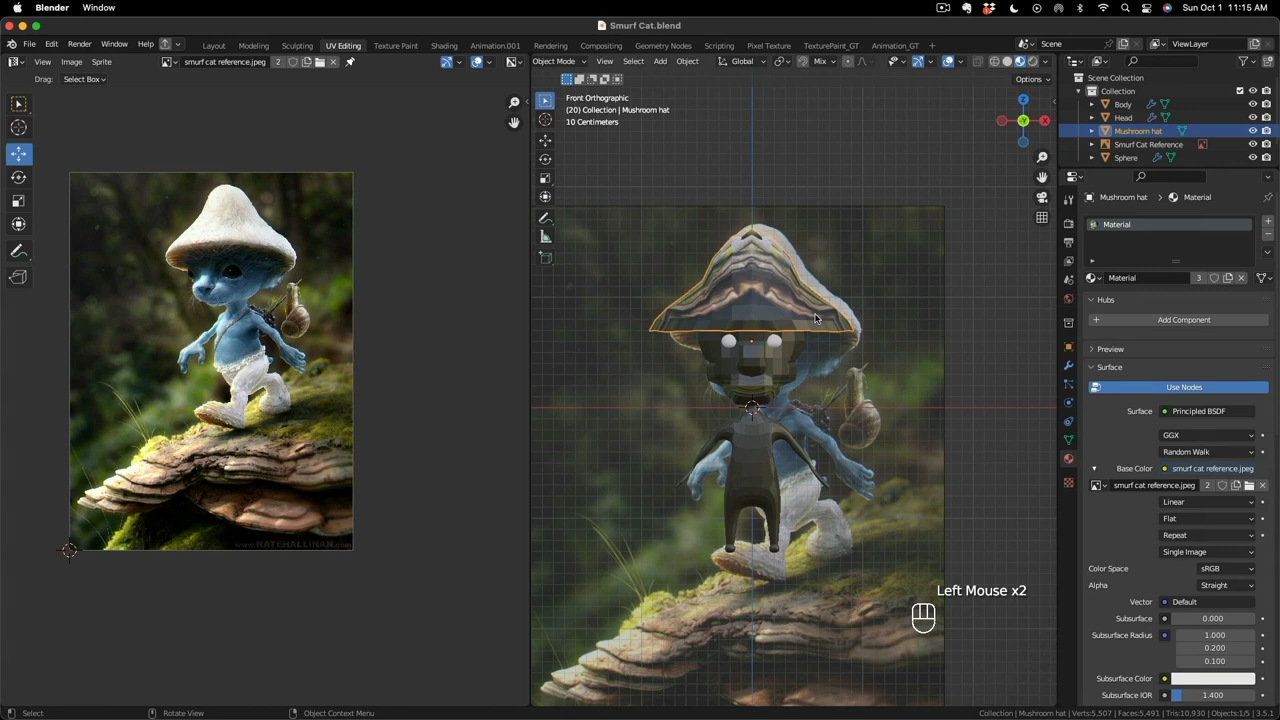 Blender Window Sun Oct 1 11:15 AM
Smurf Cat.blend
File Edit Render Window Help Layout Modeling Sculpting UV Editing Texture Paint Shading Animation.001 Rendering Compositing Geometry Nodes Scripting Pixel Texture TexturePaint_GT Animation_GT + Scene ViewLayer
View Image Sprite smurf cat reference.jpeg 2 Object Mode View Select Add Object Global Mix
Drag: Select Box Options
Front Orthographic
(20) Collection | Mushroom hat
10 Centimeters
Scene Collection
Collection
Body
Head
Mushroom hat
Smurf Cat Reference
Sphere
Mushroom hat > Material
Material
Material 3
Hubs
+ Add Component
Preview
Surface
Use Nodes
Surface Principled BSDF
GGX
Random Walk
Base Color smurf cat reference.jpeg
smurf cat reference.jpeg 2
Linear
Flat
Repeat
Single Image
Color Space sRGB
Alpha Straight
Vector Default
Subsurface 0.000
Subsurface Radius 1.000
0.200
0.100
Subsurface Color
Subsurface IOR 1.400
Left Mouse x2
www.NATEHALLINAN.com
Select Rotate View Object Context Menu Collection | Mushroom hat | Verts:5,507 | Faces:5,491 | Tris:10,930 | Objects:1/5 | 3.5.1
X
-Y
Z